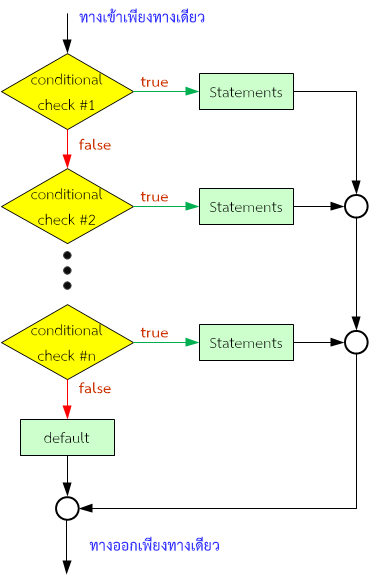 ทางเข้าเพียงทางเดียว
conditional
check #1
true
Statements
false
conditional
check #2
true
Statements
conditional
check #n
true
Statements
false
default
ทางออกเพียงทางเดียว